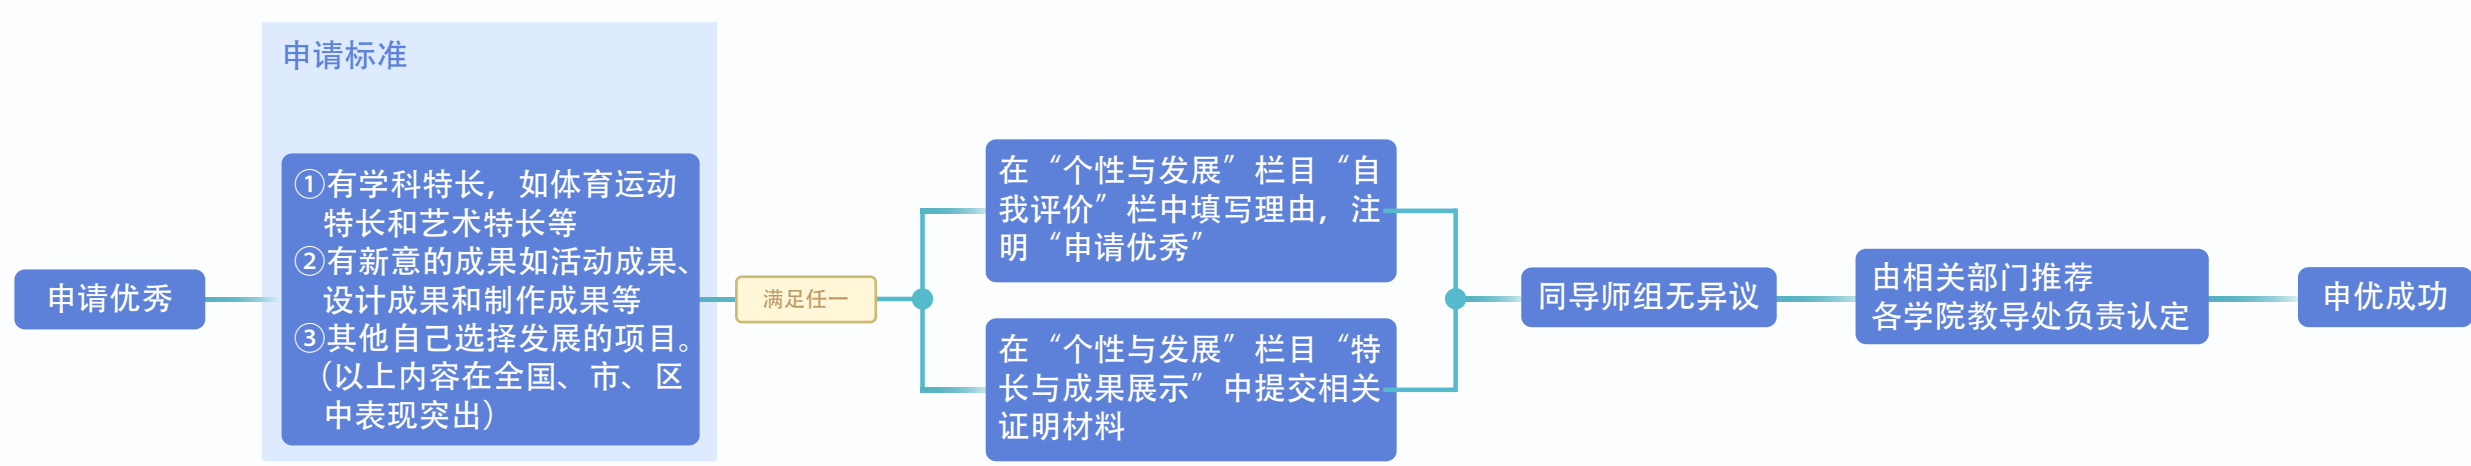 申请优秀
申请标准
①有学科特长，如体育运动
特长和艺术特长等
②有新意的成果如活动成果、
设计成果和制作成果等
③其他自己选择发展的项目。
（以上内容在全国、市、区
中表现突出）
满足任一
在“个性与发展”栏目“自
我评价”栏中填写理由，注
明“申请优秀”
在“个性与发展”栏目“特
长与成果展示”中提交相关
证明材料
同导师组无异议
由相关部门推荐
各学院教导处负责认定
申优成功